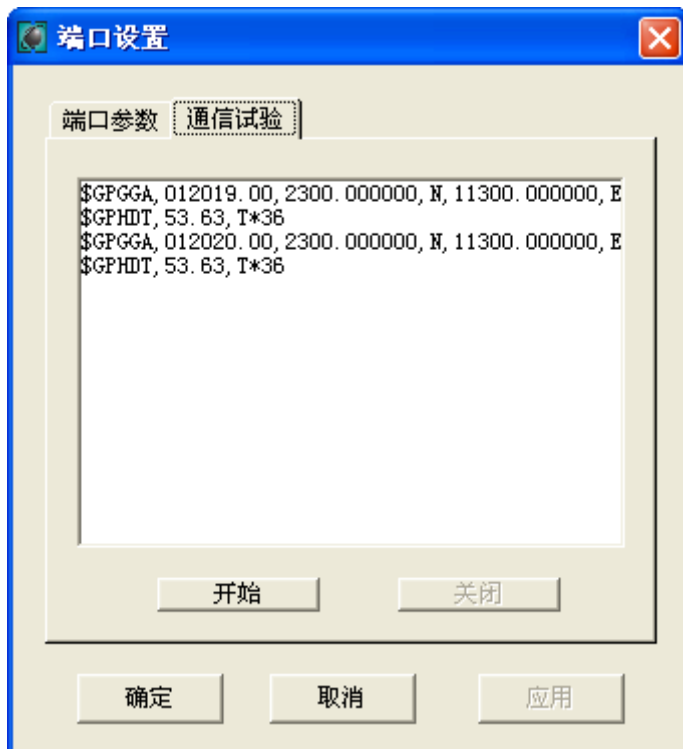 端口设置
端口参数 通信试验
$GPGGA,012019.00,2300.000000,N,11300.000000,E
$GPHDT,53.63,T*36
$GPGGA,012020.00,2300.000000,N,11300.000000,E
$GPHDT,53.63,T*36
开始 关闭
确定 取消 应用